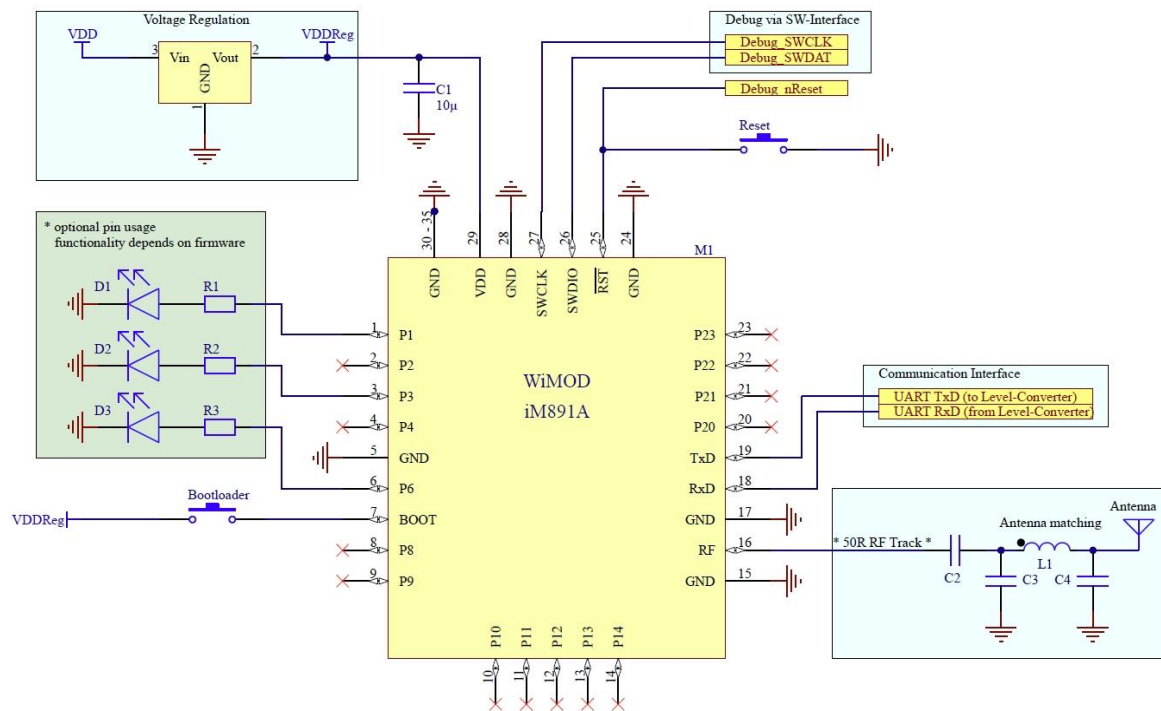 Voltage Regulation
VDD
VDDReg
3
Vin
Vout
2
GND
1
C1
10µ
Debug via SW-Interface
Debug_SWCLK
Debug_SWDAT
Debug_nReset
Reset
* optional pin usage
functionality depends on firmware
D1
R1
D2
R2
D3
R3
Bootloader
VDDReg
M1
30 - 35
GND
29
VDD
28
GND
27
SWCLK
26
SWDIO
25
RST
24
GND
WiMOD
iM891A
1
P1
2
P2
3
P3
4
P4
5
GND
6
P6
7
BOOT
8
P8
9
P9
P10
10
P11
11
P12
12
P13
13
P14
14
P23
23
P22
22
P21
21
P20
20
TxD
19
RxD
18
GND
17
RF
16
GND
15
Communication Interface
UART TxD (to Level-Converter)
UART RxD (from Level-Converter)
Antenna
Antenna matching
* 50R RF Track *
C2
C3
L1
C4